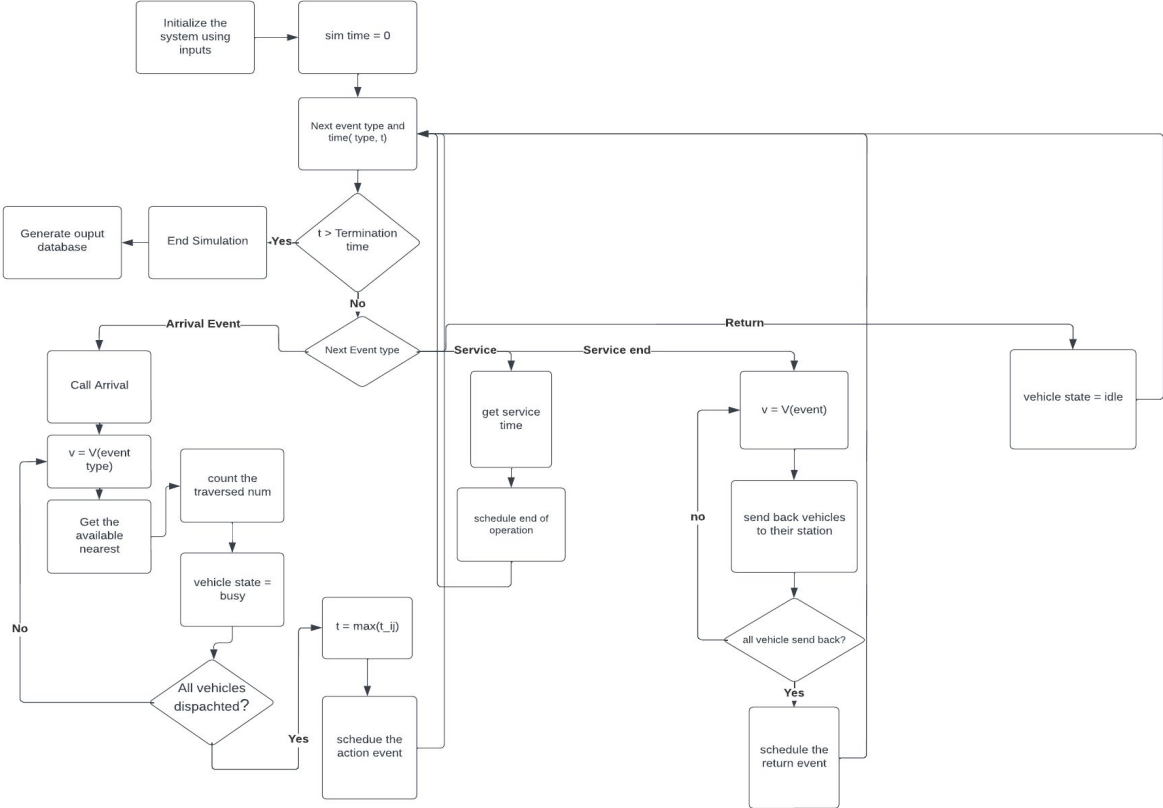 Initialize the
system using
inputs
sim time = 0
Next event type and
time( type, t)
Generate ouput
database
End Simulation
Yes
t > Termination
time
No
Arrival Event
Next Event type
Return
Service
Service end
Call Arrival
get service
time
v = V(event)
vehicle state = idle
v = V(event
type)
count the
traversed num
Get the
available
nearest
schedule end of
operation
no
send back vehicles
to their station
vehicle state =
busy
No
t = max(t_ij)
all vehicle send back?
All vehicles
dispachted?
Yes
Yes
schedue the
action event
schedule the
return event